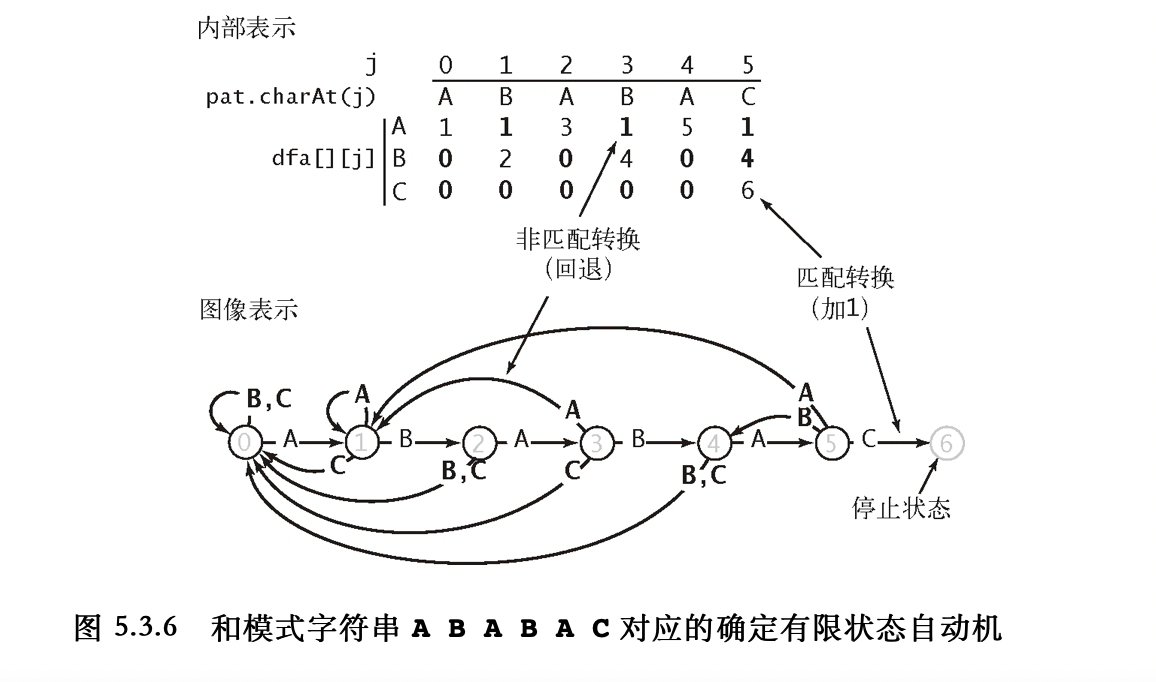 内部表示
j 0 1 2 3 4 5
pat.charAt(j) A B A B A C
A 1 1 3 1 5 1
dfa[][j] B 0 2 0 4 0 4
C 0 0 0 0 0 6
非匹配转换
(回退)
匹配转换
(加1)
图像表示
A
B,C A A B
0 A 1 B 2 A 3 B 4 A 5 C 6
C B,C C B,C
停止状态
图 5.3.6 和模式字符串 A B A B A C 对应的确定有限状态自动机